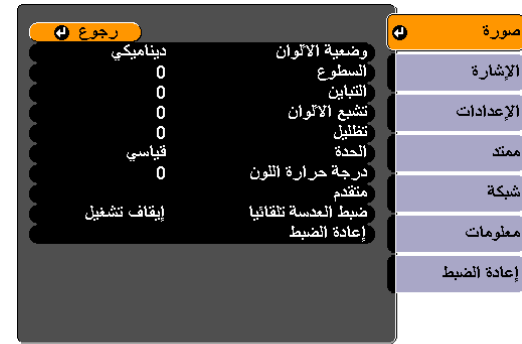 صورة
الإشارة
الإعدادات
ممتد
شبكة
معلومات
إعادة الضبط
رجوع
وضعية الألوان ديناميكي
السطوع 0
التباين 0
تشبع الألوان 0
تظليل 0
الحدة قياسي
درجة حرارة اللون 0
متقدم
ضبط العدسة تلقائيا إيقاف تشغيل
إعادة الضبط